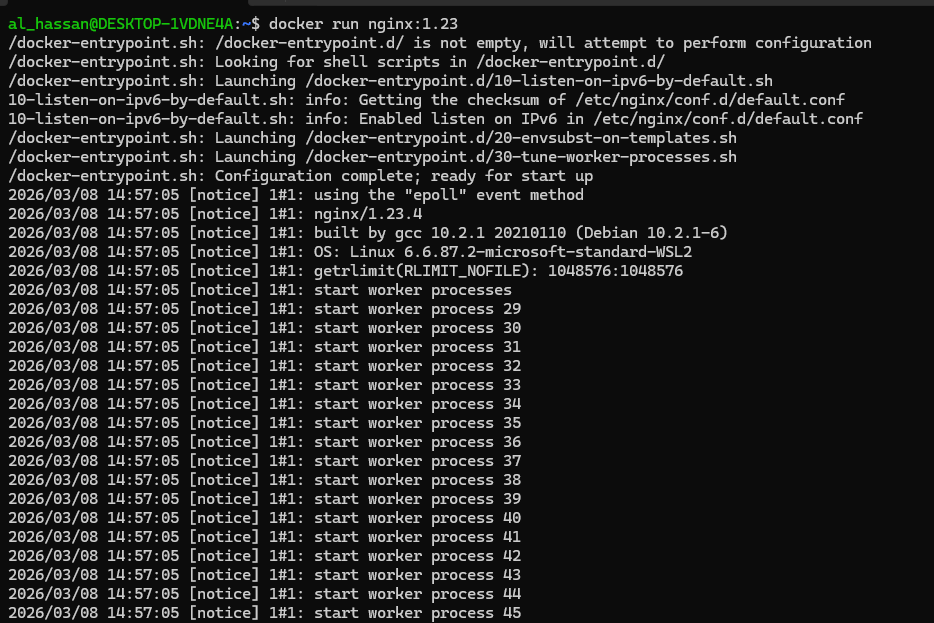 al_hassan@DESKTOP-1VDNE4A:~$ docker run nginx:1.23
/docker-entrypoint.sh: /docker-entrypoint.d/ is not empty, will attempt to perform configuration
/docker-entrypoint.sh: Looking for shell scripts in /docker-entrypoint.d/
/docker-entrypoint.sh: Launching /docker-entrypoint.d/10-listen-on-ipv6-by-default.sh
10-listen-on-ipv6-by-default.sh: info: Getting the checksum of /etc/nginx/conf.d/default.conf
10-listen-on-ipv6-by-default.sh: info: Enabled listen on IPv6 in /etc/nginx/conf.d/default.conf
/docker-entrypoint.sh: Launching /docker-entrypoint.d/20-envsubst-on-templates.sh
/docker-entrypoint.sh: Launching /docker-entrypoint.d/30-tune-worker-processes.sh
/docker-entrypoint.sh: Configuration complete; ready for start up
2026/03/08 14:57:05 [notice] 1#1: using the "epoll" event method
2026/03/08 14:57:05 [notice] 1#1: nginx/1.23.4
2026/03/08 14:57:05 [notice] 1#1: built by gcc 10.2.1 20210110 (Debian 10.2.1-6)
2026/03/08 14:57:05 [notice] 1#1: OS: Linux 6.6.87.2-microsoft-standard-WSL2
2026/03/08 14:57:05 [notice] 1#1: getrlimit(RLIMIT_NOFILE): 1048576:1048576
2026/03/08 14:57:05 [notice] 1#1: start worker processes
2026/03/08 14:57:05 [notice] 1#1: start worker process 29
2026/03/08 14:57:05 [notice] 1#1: start worker process 30
2026/03/08 14:57:05 [notice] 1#1: start worker process 31
2026/03/08 14:57:05 [notice] 1#1: start worker process 32
2026/03/08 14:57:05 [notice] 1#1: start worker process 33
2026/03/08 14:57:05 [notice] 1#1: start worker process 34
2026/03/08 14:57:05 [notice] 1#1: start worker process 35
2026/03/08 14:57:05 [notice] 1#1: start worker process 36
2026/03/08 14:57:05 [notice] 1#1: start worker process 37
2026/03/08 14:57:05 [notice] 1#1: start worker process 38
2026/03/08 14:57:05 [notice] 1#1: start worker process 39
2026/03/08 14:57:05 [notice] 1#1: start worker process 40
2026/03/08 14:57:05 [notice] 1#1: start worker process 41
2026/03/08 14:57:05 [notice] 1#1: start worker process 42
2026/03/08 14:57:05 [notice] 1#1: start worker process 43
2026/03/08 14:57:05 [notice] 1#1: start worker process 44
2026/03/08 14:57:05 [notice] 1#1: start worker process 45